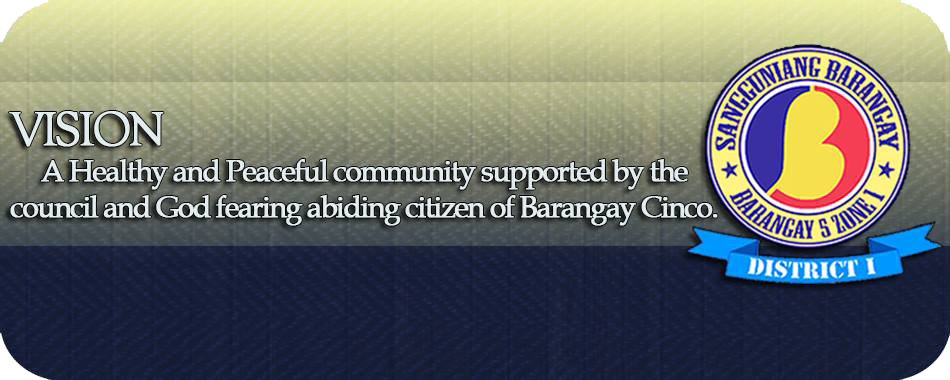 VISION
A Healthy and Peaceful community supported by the
council and God fearing abiding citizen of Barangay Cinco.
SANGGUNIANG BARANGAY
BARANGAY 5 ZONE I
DISTRICT I